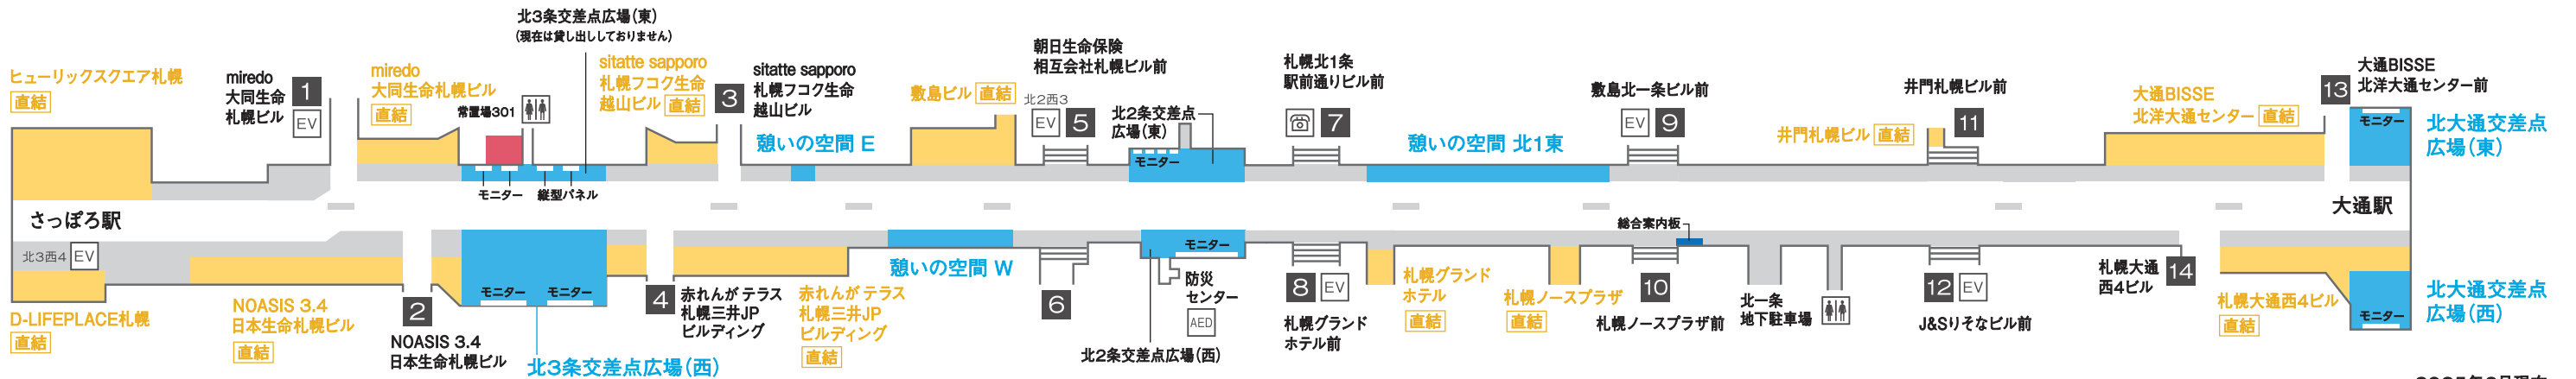 ヒューリックスクエア札幌
直結
miredo
大同生命
札幌ビル
1
EV
miredo
大同生命札幌ビル
直結
常置場301
北3条交差点広場（東）
（現在は貸し出ししておりません）
モニター
縦型パネル
sitatte sapporo
札幌フコク生命
越山ビル 直結
3
sitatte sapporo
札幌フコク生命
越山ビル
憩いの空間 E
敷島ビル 直結
朝日生命保険
相互会社札幌ビル前
北2西3
EV
5
北2条交差点
広場（東）
モニター
札幌北1条
駅前通りビル前
7
憩いの空間 北1東
敷島北一条ビル前
EV
9
井門札幌ビル 直結
井門札幌ビル前
11
大通BISSE
北洋大通センター 直結
13
大通BISSE
北洋大通センター前
モニター
北大通交差点
広場（東）
さっぽろ駅
大通駅
北3西4 EV
D-LIFEPLACE札幌
直結
NOASIS 3.4
日本生命札幌ビル
直結
2
NOASIS 3.4
日本生命札幌ビル
モニター
モニター
北3条交差点広場（西）
4
赤れんが テラス
札幌三井JP
ビルディング
赤れんが テラス
札幌三井JP
ビルディング
直結
憩いの空間 W
6
モニター
防災
センター
AED
北2条交差点広場（西）
8
EV
札幌グランド
ホテル前
札幌グランド
ホテル
直結
札幌ノースプラザ
直結
総合案内板
10
札幌ノースプラザ前
北一条
地下駐車場
12
EV
J&Sりそなビル前
札幌大通
西4ビル
14
札幌大通西4ビル
直結
モニター
北大通交差点
広場（西）